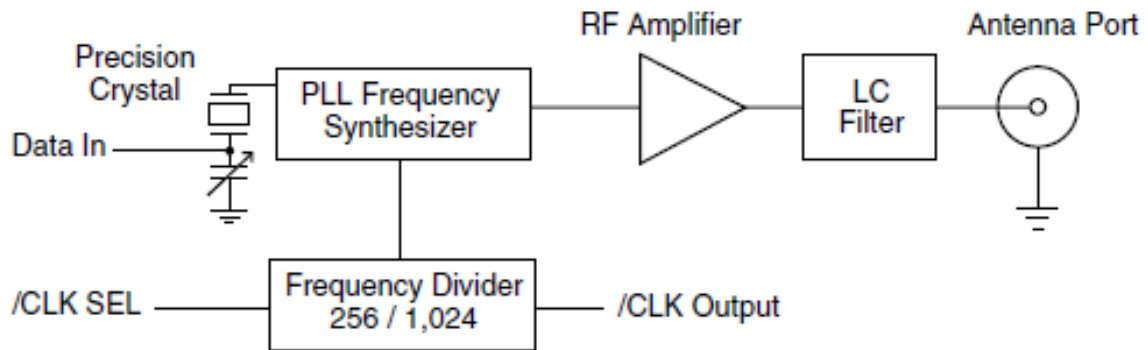 RF Amplifier
Antenna Port
Precision
Crystal
PLL Frequency
Synthesizer
LC
Filter
Data In
/CLK SEL
Frequency Divider
256 / 1,024
/CLK Output